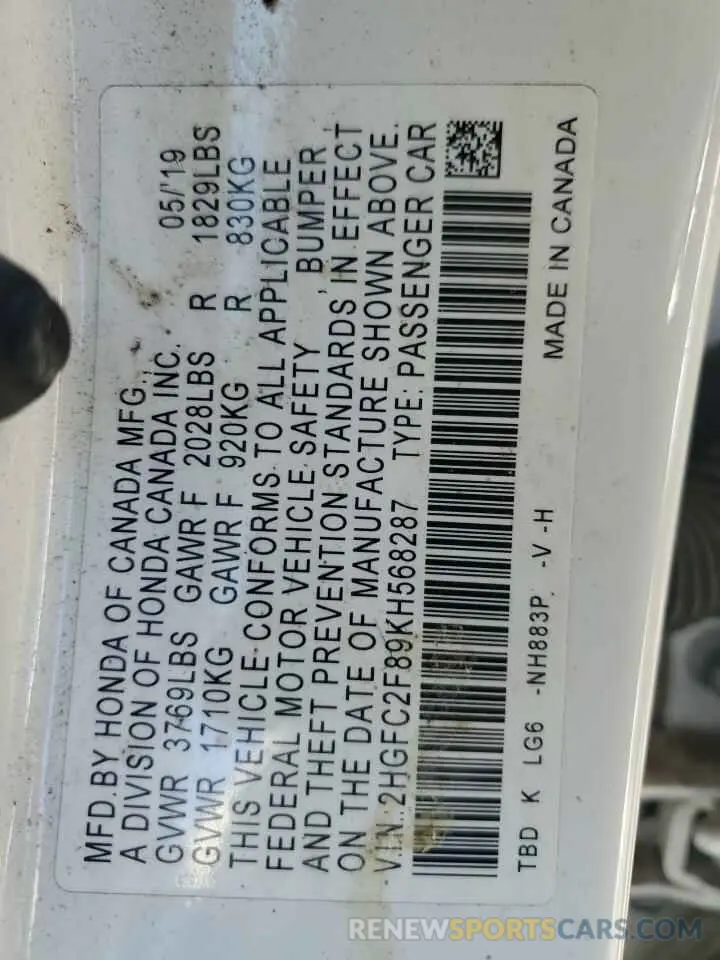 MFD.BY HONDA OF CANADA MFG.,
A DIVISION OF HONDA CANADA INC. 05/'19
GVWR 3769LBS GAWR F 2028LBS R 1829LBS
GVWR 1710KG GAWR F 920KG R 830KG
THIS VEHICLE CONFORMS TO ALL APPLICABLE
FEDERAL MOTOR VEHICLE SAFETY , BUMPER ,
AND THEFT PREVENTION STANDARDS IN EFFECT
ON THE DATE OF MANUFACTURE SHOWN ABOVE.
V.I.N.:2HGFC2F89KH568287 TYPE: PASSENGER CAR
TBD K LG6 -NH883P. -V -H MADE IN CANADA
RENEWSPORTSCARS.COM